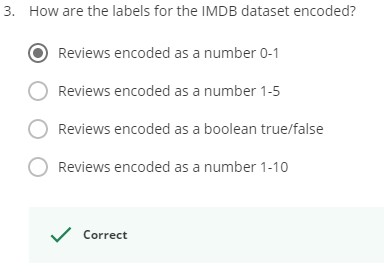 3. How are the labels for the IMDB dataset encoded?
Reviews encoded as a number 0-1
Reviews encoded as a number 1-5
Reviews encoded as a boolean true/false
Reviews encoded as a number 1-10
Correct